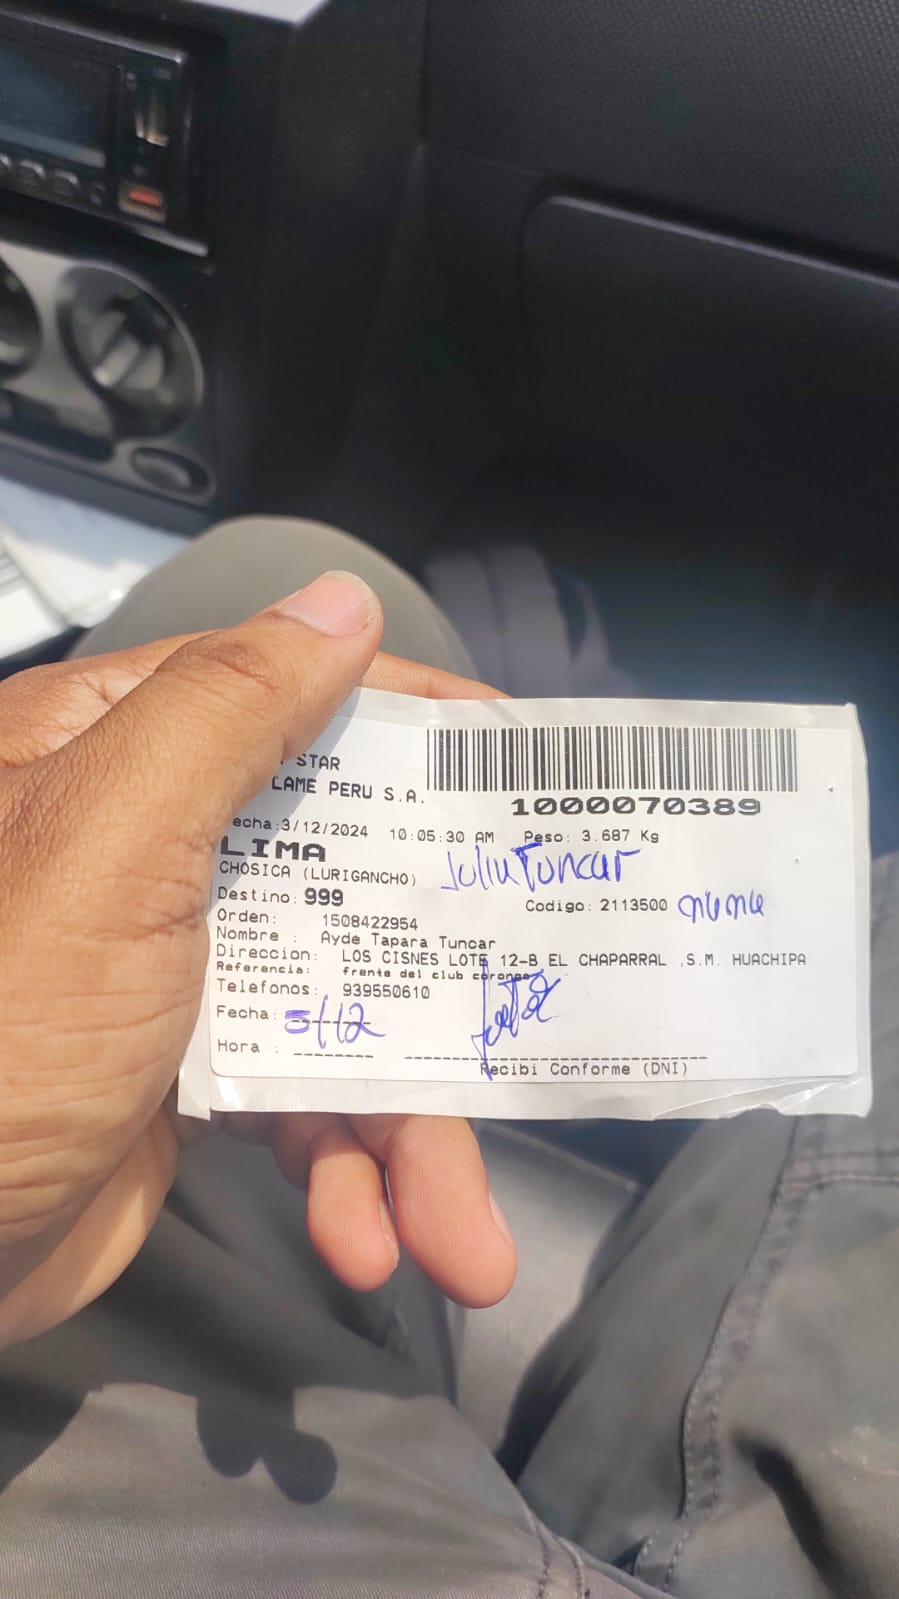 STAR
LAME PERU S.A.
1000070389
echa:3/12/2024 10:05:30 AM Peso: 3.687 Kg
LIMA
CHOSICA (LURIGANCHO)
Destino: 999
Codigo: 2113500
Orden: 1508422954
Nombre : Ayde Tapara Tuncar
Direccion: LOS CISNES LOTE 12-B EL CHAPARRAL ,S.M. HUACHIPA
Referencia: frente del club corongo
Telefonos: 939550610
Fecha: 5/12
Hora :
Recibi Conforme (DNI)